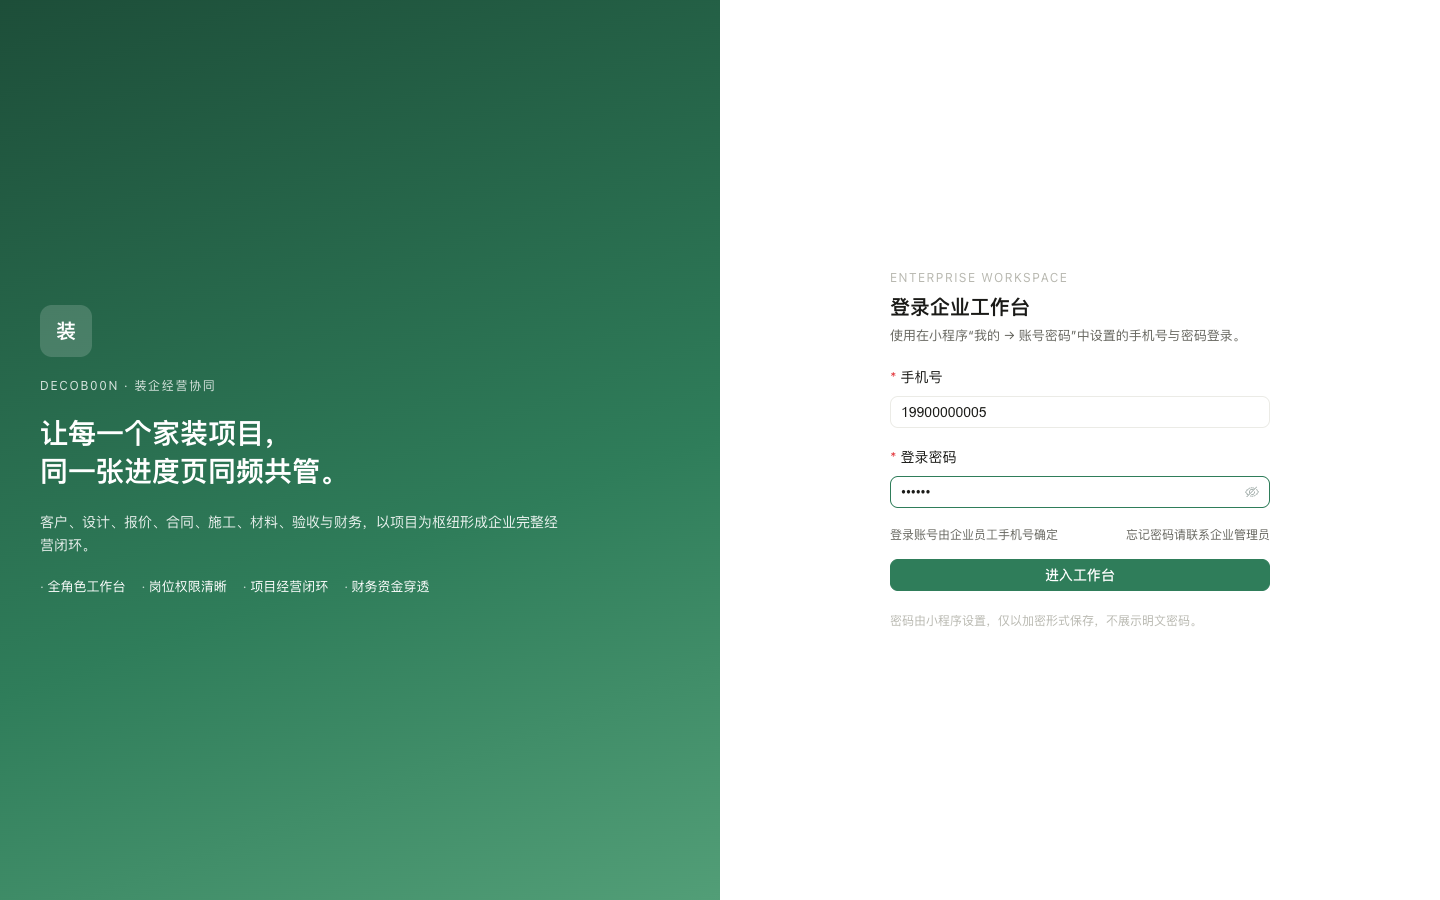 装
DECOB00N · 装企经营协同
让每一个家装项目，
同一张进度页同频共管。
客户、设计、报价、合同、施工、材料、验收与财务，以项目为枢纽形成企业完整经
营闭环。
· 全角色工作台 · 岗位权限清晰 · 项目经营闭环 · 财务资金穿透
ENTERPRISE WORKSPACE
登录企业工作台
使用在小程序“我的 → 账号密码”中设置的手机号与密码登录。
* 手机号
19900000005
* 登录密码
••••••
登录账号由企业员工手机号确定 忘记密码请联系企业管理员
进入工作台
密码由小程序设置，仅以加密形式保存，不展示明文密码。